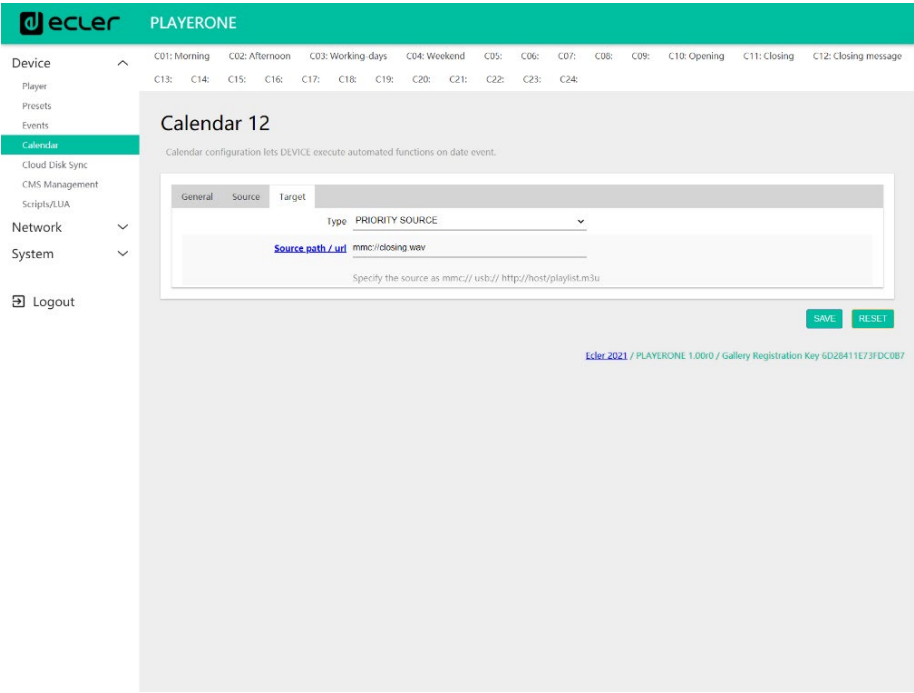 ecler PLAYERONE
Device
Player
Presets
Events
Calendar
Cloud Disk Sync
CMS Management
Scripts/LUA
Network
System
Logout
C01: Morning C02: Afternoon C03: Working-days C04: Weekend C05: C06: C07: C08: C09: C10: Opening C11: Closing C12: Closing message
C13: C14: C15: C16: C17: C18: C19: C20: C21: C22: C23: C24:
Calendar 12
Calendar configuration lets DEVICE execute automated functions on date event.
General Source Target
Type PRIORITY SOURCE
Source path / url mmc://closing.wav
Specify the source as mmc:// usb:// http://host/playlist.m3u
SAVE RESET
Ecler 2021 / PLAYERONE 1.00r0 / Gallery Registration Key 6D28411E73FDC0B7